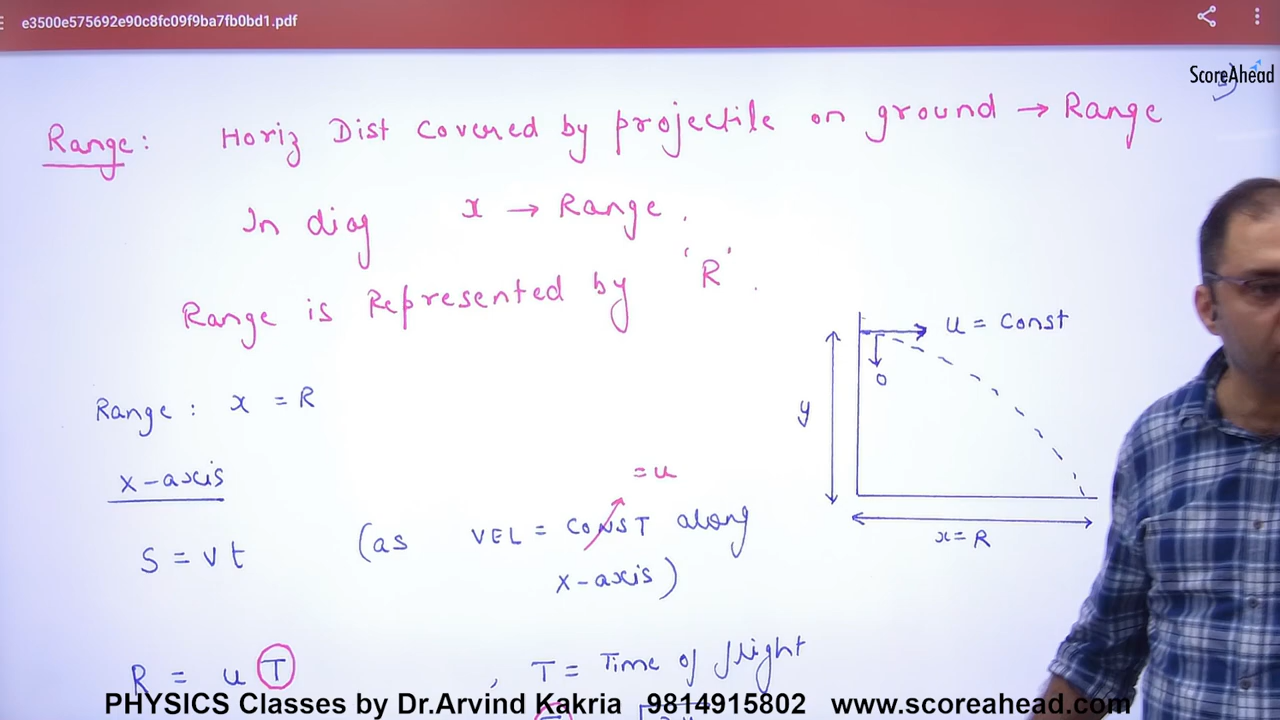 e3500e575692e90c8fc09f9ba7fb0bd1.pdf
ScoreAhead
Range: Horiz Dist Covered by projectile on ground → Range
In diag x → Range.
Range is Represented by 'R'.
u = Const
0
y
Range: x = R
x-axis
= u
S = vt (as VEL = CONST along
x-axis)
x = R
R = u T , T = Time of flight
PHYSICS Classes by Dr.Arvind Kakria 9814915802 www.scoreahead.com